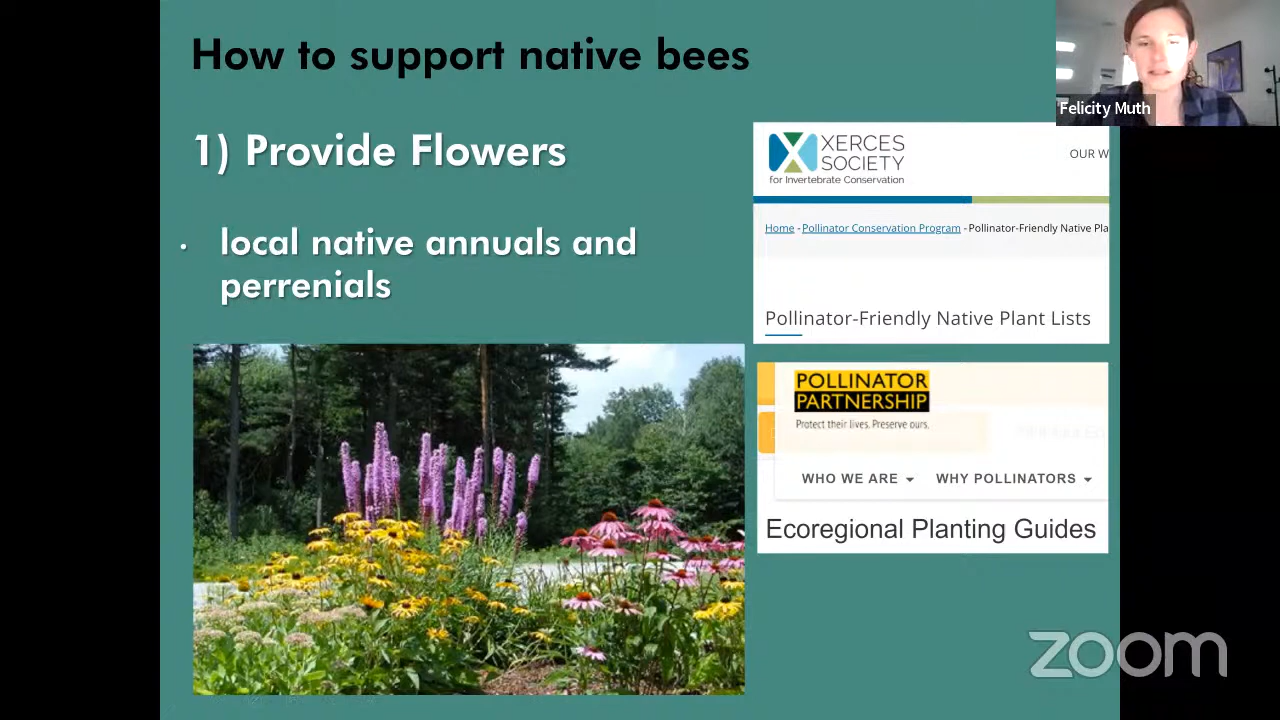 How to support native bees
Felicity Muth
1) Provide Flowers
· local native annuals and
perrenials
XERCES
SOCIETY
for Invertebrate Conservation
OUR W
Home - Pollinator Conservation Program - Pollinator-Friendly Native Pla
Pollinator-Friendly Native Plant Lists
POLLINATOR
PARTNERSHIP
Protect their lives. Preserve ours.
WHO WE ARE
WHY POLLINATORS
Ecoregional Planting Guides
zoom